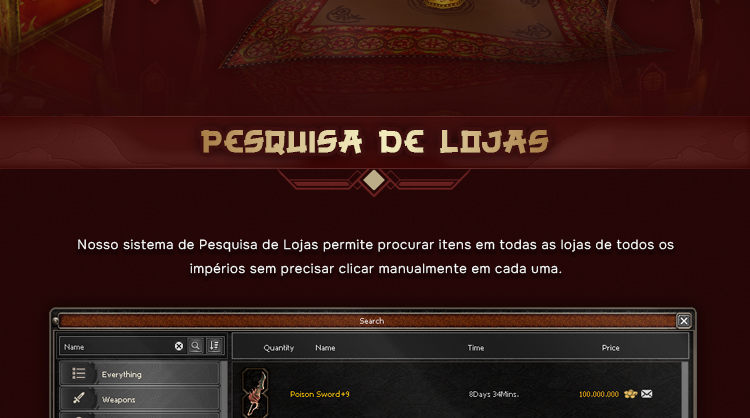 PESQUISA DE LOJAS
Nosso sistema de Pesquisa de Lojas permite procurar itens em todas as lojas de todos os
impérios sem precisar clicar manualmente em cada uma.
Search
Name
Quantity Name Time Price
Everything
Poison Sword+9 8Days 34Mins. 100.000.000
Weapons